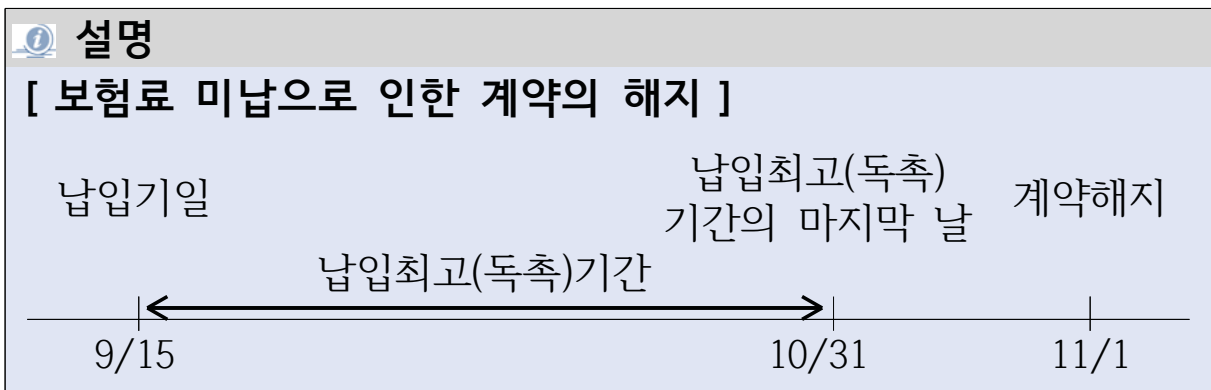 설명
[ 보험료 미납으로 인한 계약의 해지 ]
납입기일
납입최고(독촉)
기간의 마지막 날
계약해지
납입최고(독촉)기간
9/15
10/31
11/1